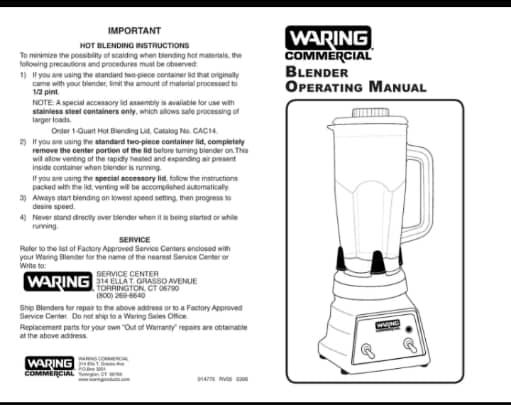 IMPORTANT
HOT BLENDING INSTRUCTIONS
To minimize the possibility of scalding when blending hot materials, the
following precautions and procedures must be observed:
1) If you are using the standard two-piece container lid that originally
came with your blender, limit the amount of material processed to
1/2 pint.
NOTE: A special accessory lid assembly is available for use with
stainless steel containers only, which allows safe processing of
larger loads.
Order 1-Quart Hot Blending Lid, Catalog No. CAC14.
2) If you are using the standard two-piece container lid, completely
remove the center portion of the lid before turning blender on. This
will allow venting of the rapidly heated and expanding air present
inside container when blender is running.
If you are using the special accessory lid, follow the instructions
packed with the lid; venting will be accomplished automatically.
3) Always start blending on lowest speed setting, then progress to
desire speed.
4) Never stand directly over blender when it is being started or while
running.
SERVICE
Refer to the list of Factory Approved Service Centers enclosed with
your Waring Blender for the name of the nearest Service Center or
Write to:
WARING
SERVICE CENTER
314 ELLA T. GRASSO AVENUE
TORRINGTON, CT 06790
(800) 269-6640
Ship Blenders for repair to the above address or to a Factory Approved
Service Center. Do not ship to a Waring Sales Office.
Replacement parts for your own "Out of Warranty" repairs are obtainable
at the above address.
WARING
COMMERCIAL
WARING COMMERCIAL
314 Ella T. Grasso Ave
P.O. Box 3201
Torrington, CT
www.waringproducts.com
014773 RV05
WARING
COMMERCIAL
BLENDER
OPERATING MANUAL
WARING